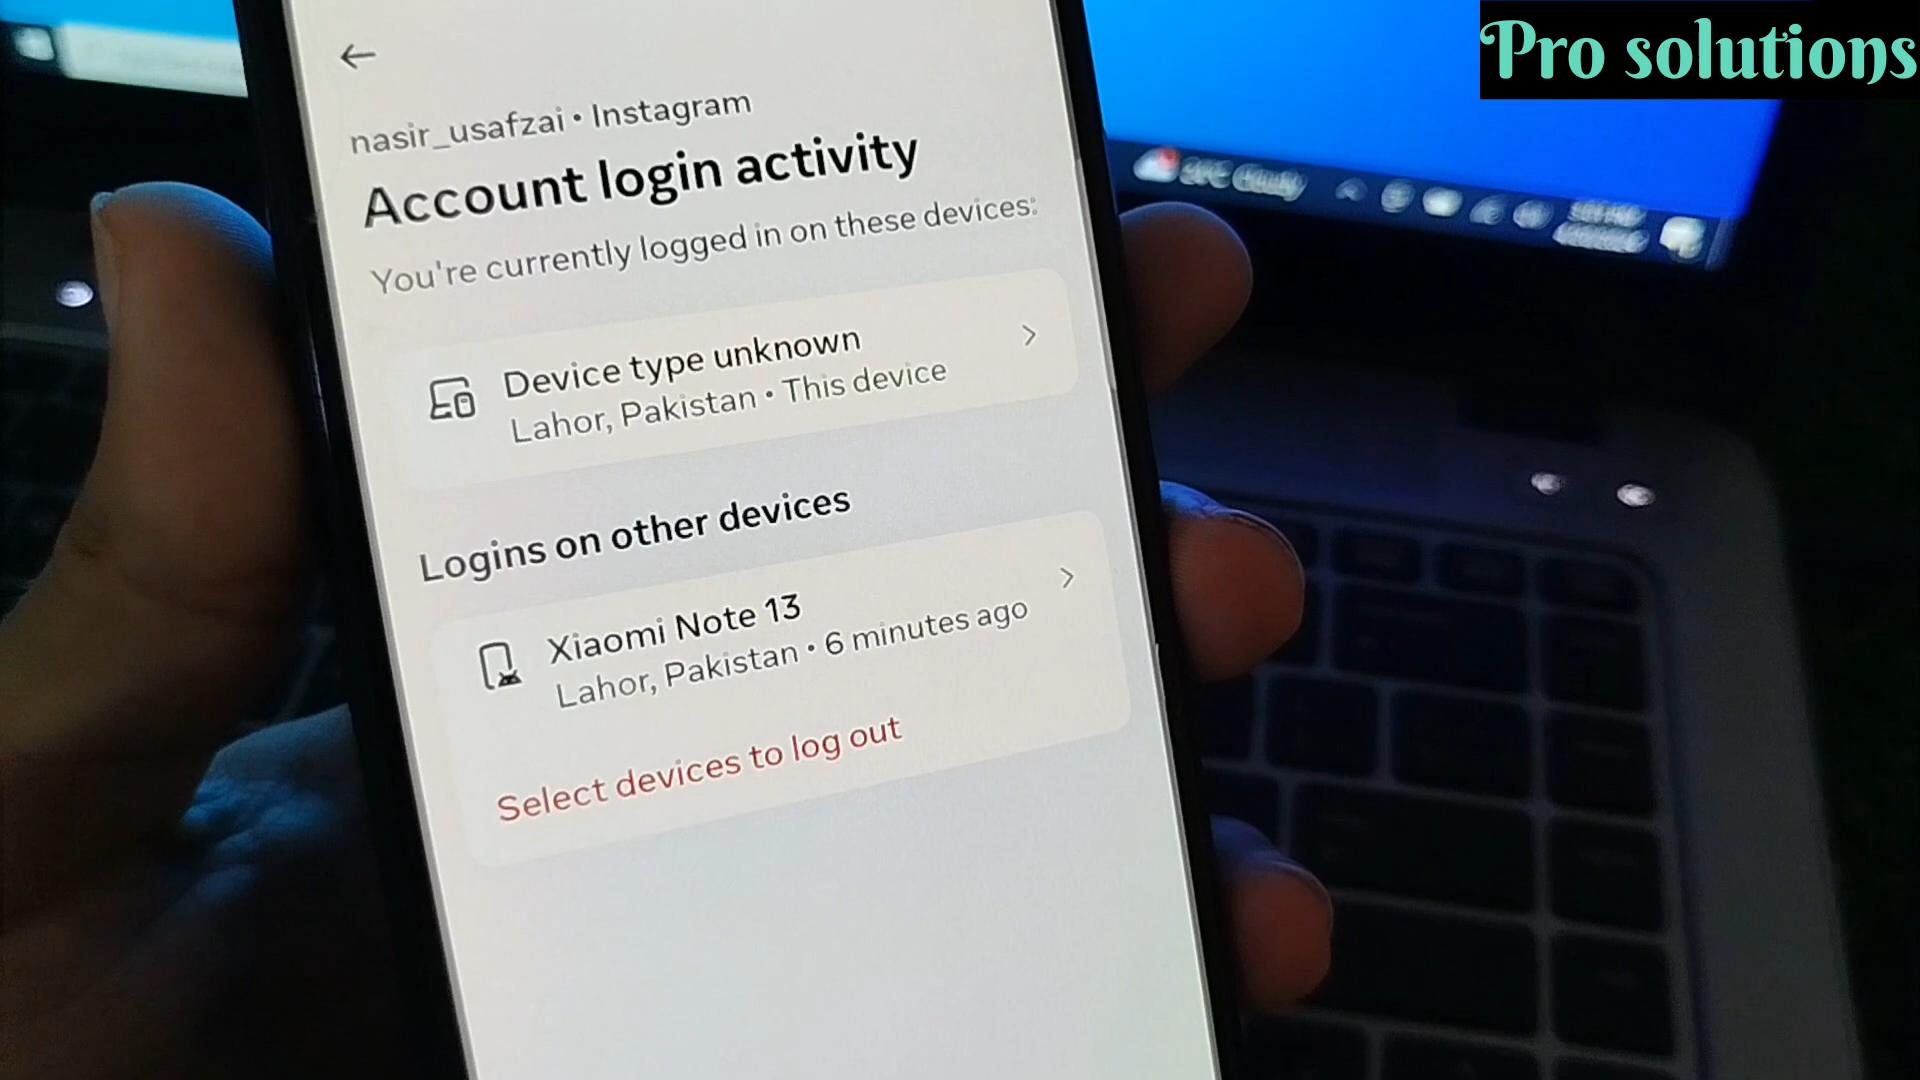 Pro solutions
nasir_usafzai • Instagram
Account login activity
You're currently logged in on these devices:
Device type unknown
Lahor, Pakistan • This device
Logins on other devices
Xiaomi Note 13
Lahor, Pakistan • 6 minutes ago
Select devices to log out